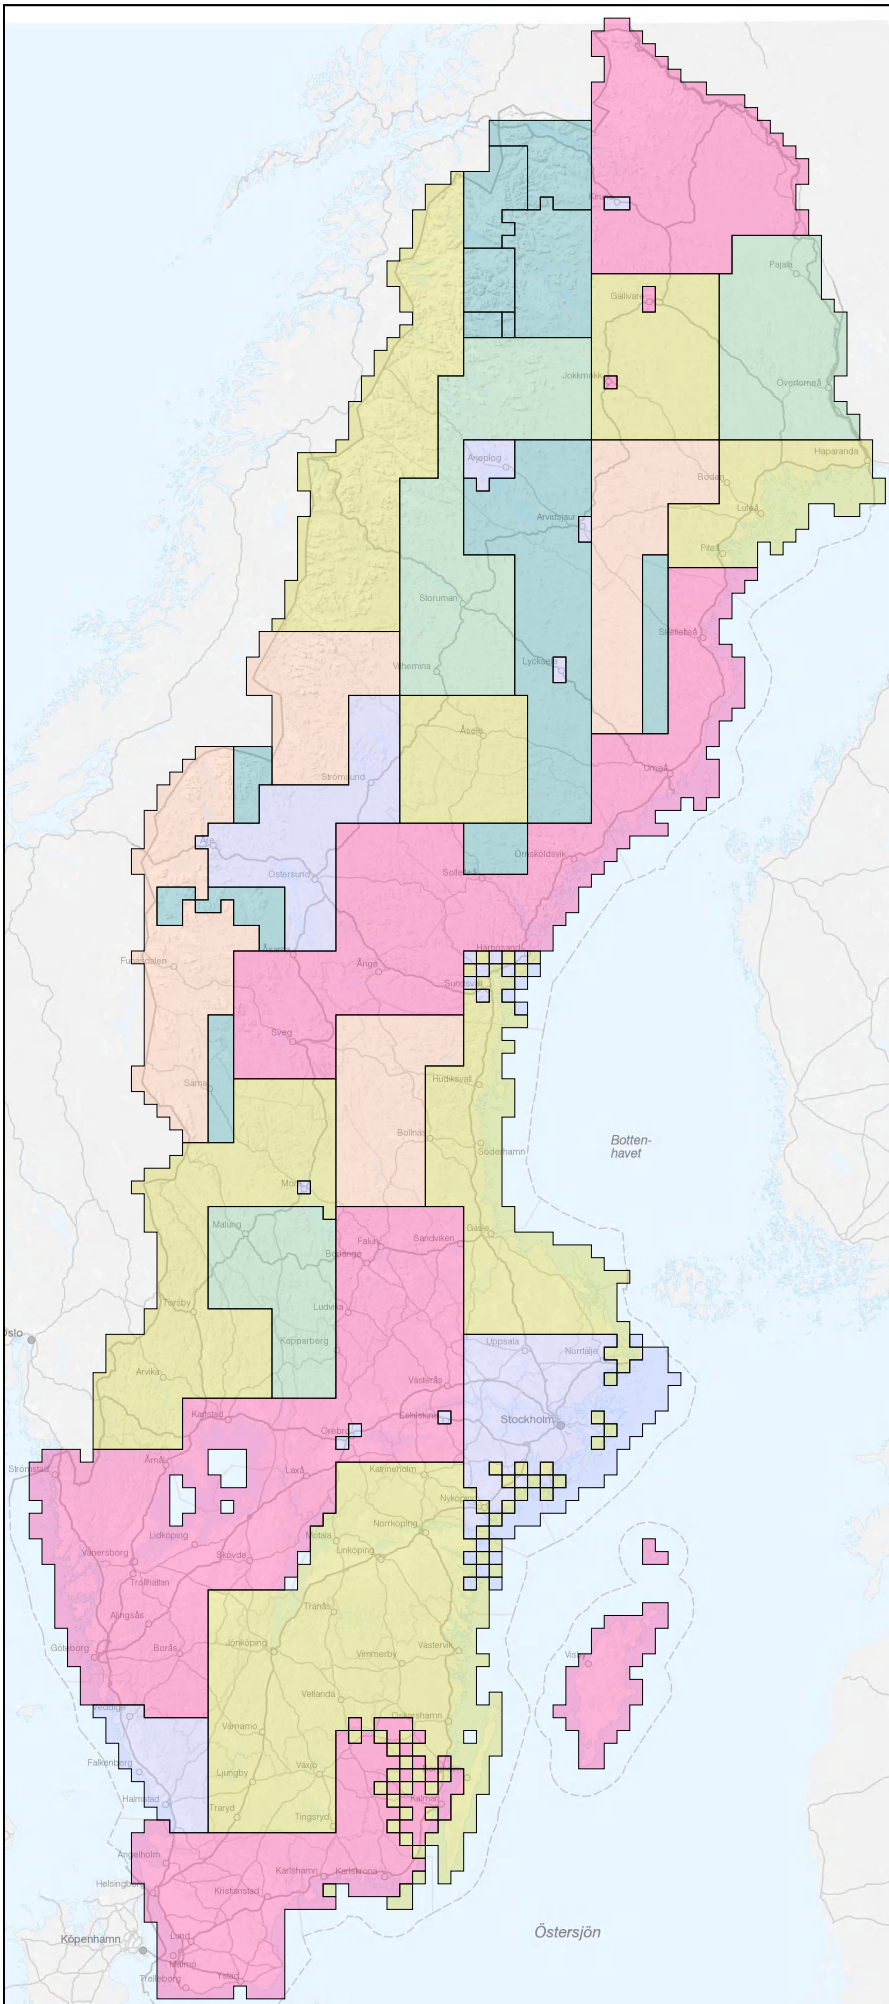 Kiruna
Pajala
Gällivare
Jokkmokk
Övertorneå
Haparanda
Arjeplog
Boden
Luleå
Arvidsjaur
Piteå
Storuman
Skellefteå
Vilhemina
Lycksele
Åsele
Strömsund
Umeå
Åre
Östersund
Sollefteå
Örnsköldsvik
Härnösand
Åsarna
Funäsdalen
Ånge
Sundsvall
Sveg
Särna
Hudiksvall
Bollnäs
Söderhamn
Botten-
havet
Mora
Malung
Gävle
Falun
Sandviken
Borlänge
Torsby
Ludvika
Oslo
Kopparberg
Uppsala
Norrtälje
Arvika
Västerås
Karlstad
Eskilstuna
Stockholm
Örebro
Strömstad
Åmål
Laxå
Katrineholm
Nyköping
Norrköping
Lidköping
Motala
Vänersborg
Skövde
Linköping
Trollhättan
Tranås
Alingsås
Göteborg
Borås
Jönköping
Västervik
Vimmerby
Visby
Vetlanda
Veddige
Oskarshamn
Värnamo
Falkenberg
Ljungby
Växjö
Halmstad
Kalmar
Traryd
Tingsryd
Ängelholm
Karlshamn
Karlskrona
Helsingborg
Kristianstad
Östersjön
Köpenhamn
Lund
Malmö
Trelleborg
Ystad